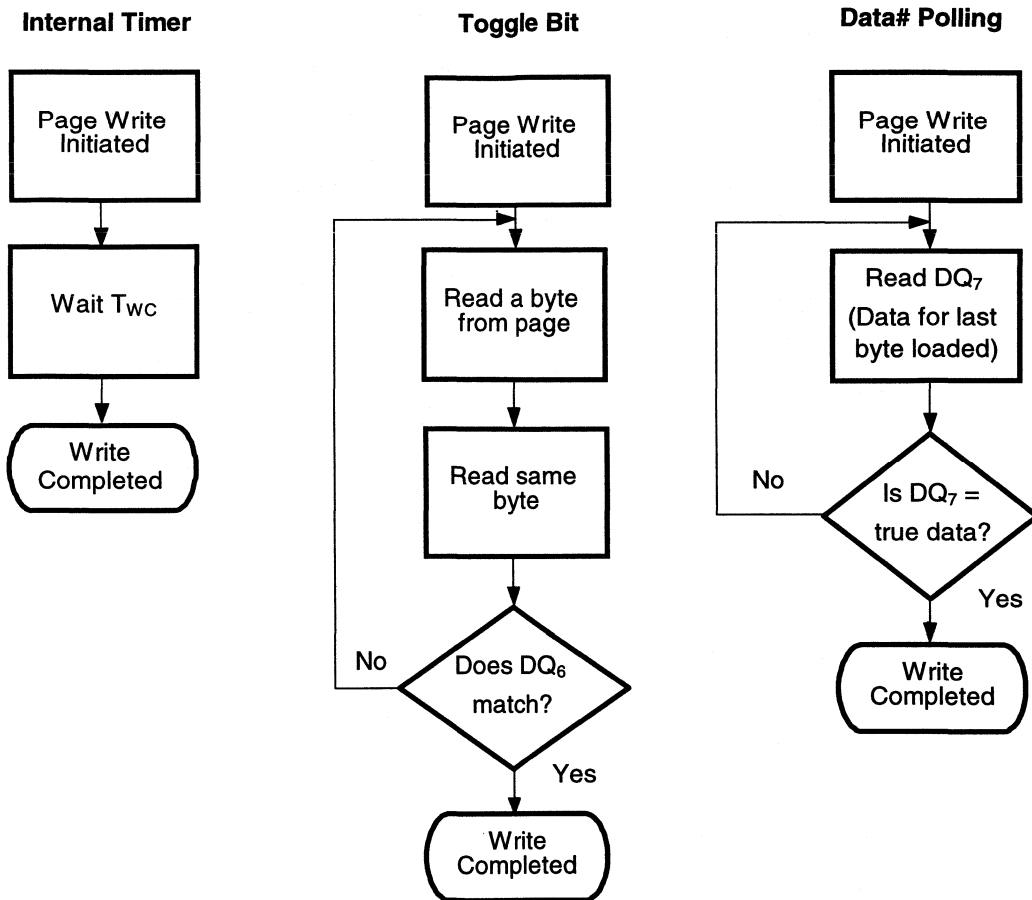 Internal Timer
Page Write
Initiated
Wait TWC
Write
Completed
Toggle Bit
Page Write
Initiated
Read a byte
from page
Read same
byte
No
Does DQ6
match?
Yes
Write
Completed
Data# Polling
Page Write
Initiated
Read DQ7
(Data for last
byte loaded)
No
Is DQ7 =
true data?
Yes
Write
Completed